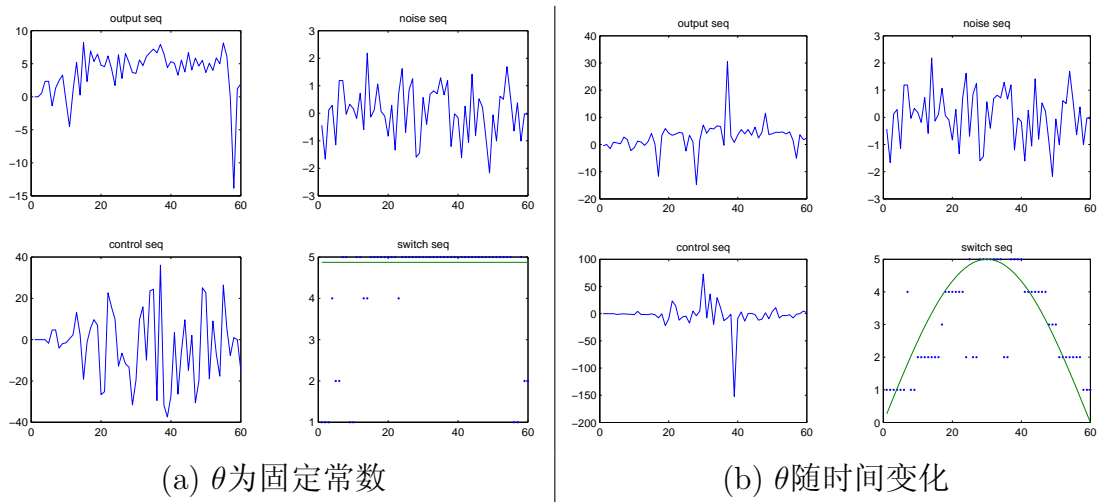 output seq
10
5
0
−5
−10
15
0 20 40 60
noise seq
3
2
1
0
−1
−2
−3
0 20 40 60
control seq
40
20
0
−20
−40
0 20 40 60
switch seq
5
4
3
2
1
0 20 40 60
(a) θ为固定常数
output seq
40
30
20
10
0
−10
−20
0 20 40 60
noise seq
3
2
1
0
−1
−2
3
0 20 40 60
control seq
100
50
0
−50
−100
−150
−200
0 20 40 60
switch seq
5
4
3
2
1
0
0 20 40 60
(b) θ随时间变化